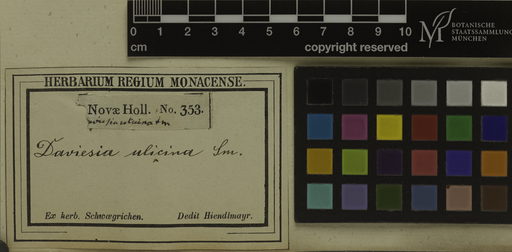 0 1 2 3 4 5 6 7 8 9 10
cm
copyright reserved
BOTANISCHE
STAATSSAMMLUNG
MÜNCHEN
HERBARIUM REGIUM MONACENSE.
Novæ Holl. No. 353.
Daviesia ulicina Sm.
Ex herb. Schwægrichen. Dedit Hiendlmayr.